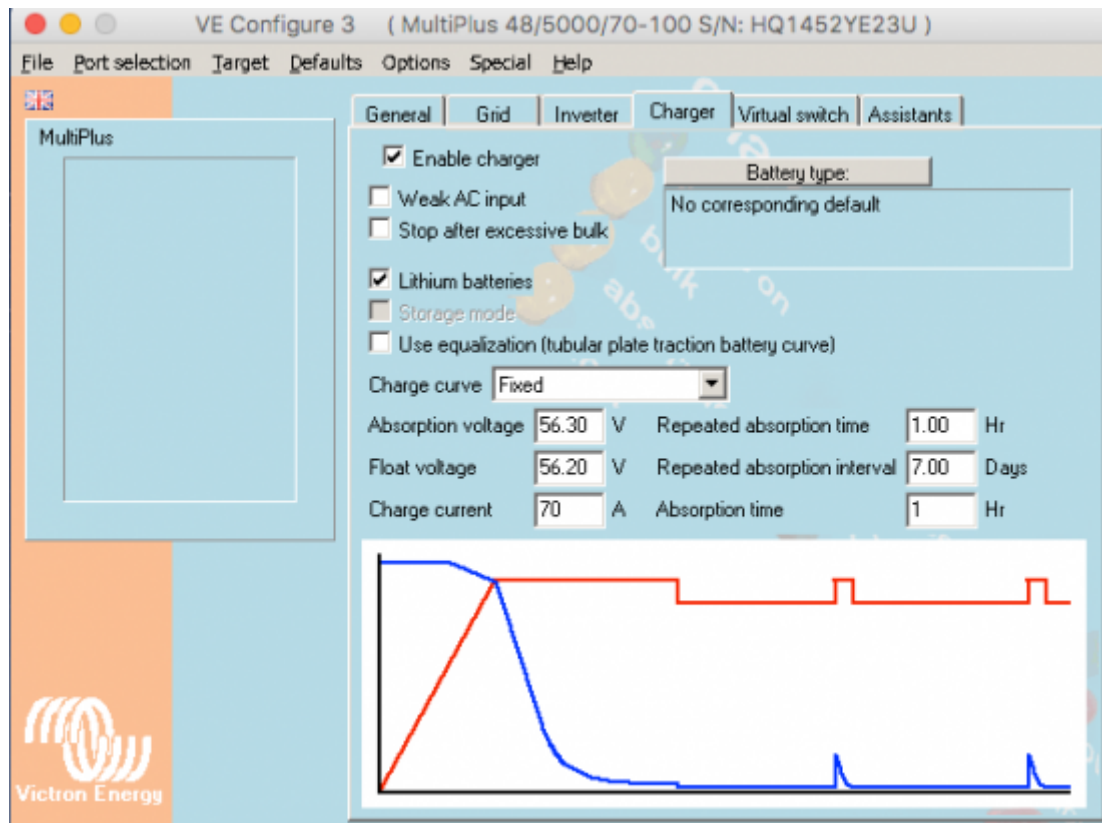 VE Configure 3 ( MultiPlus 48/5000/70-100 S/N: HQ1452YE23U )
File Port selection Target Defaults Options Special Help
General Grid Inverter Charger Virtual switch Assistants
MultiPlus
Enable charger
Battery type:
Weak AC input
No corresponding default
Stop after excessive bulk
Lithium batteries
Storage mode
Use equalization (tubular plate traction battery curve)
Charge curve Fixed
Absorption voltage 56.30 V Repeated absorption time 1.00 Hr
Float voltage 56.20 V Repeated absorption interval 7.00 Days
Charge current 70 A Absorption time 1 Hr
bulk
abs
on
Victron Energy